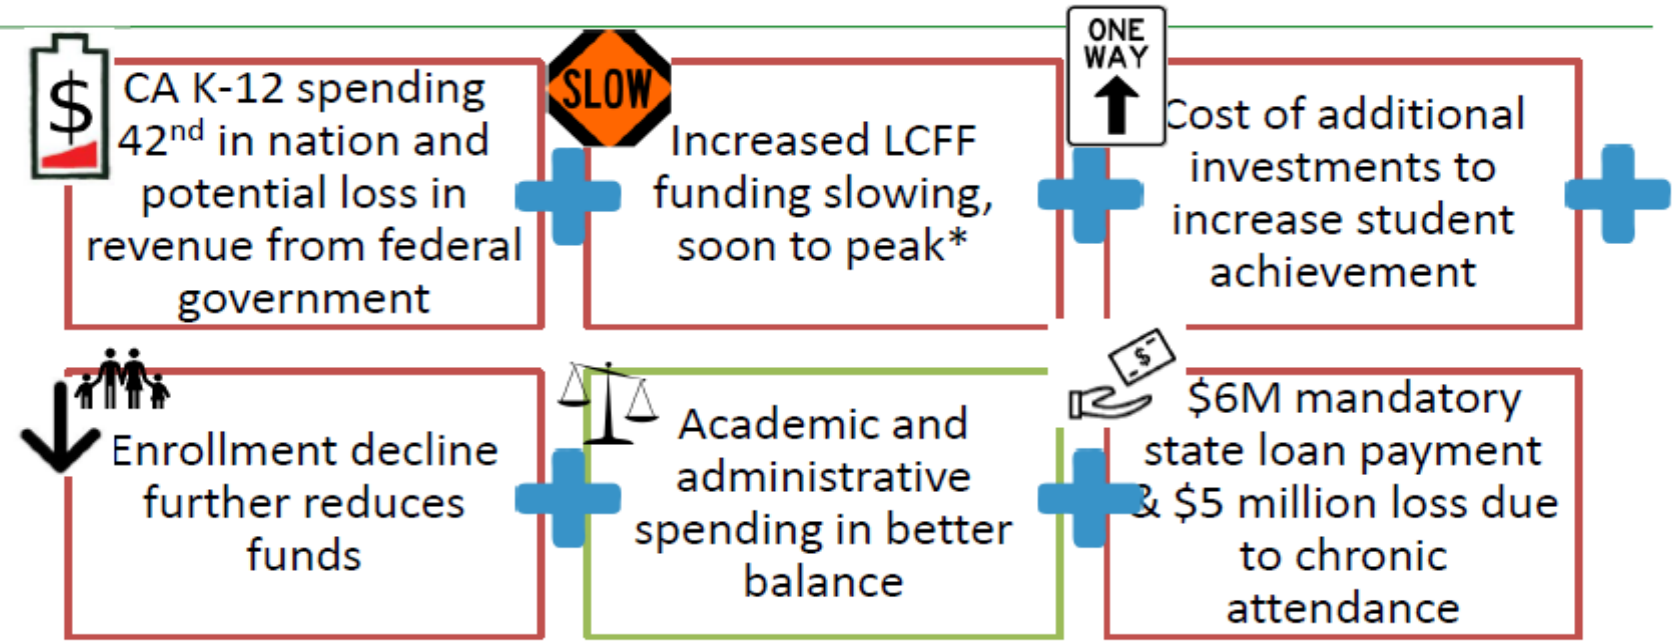 $
CA K-12 spending
42nd in nation and
potential loss in
revenue from federal
government
SLOW
Increased LCFF
funding slowing,
soon to peak*
ONE
WAY
Cost of additional
investments to
increase student
achievement
Enrollment decline
further reduces
funds
Academic and
administrative
spending in better
balance
$
$6M mandatory
state loan payment
& $5 million loss due
to chronic
attendance